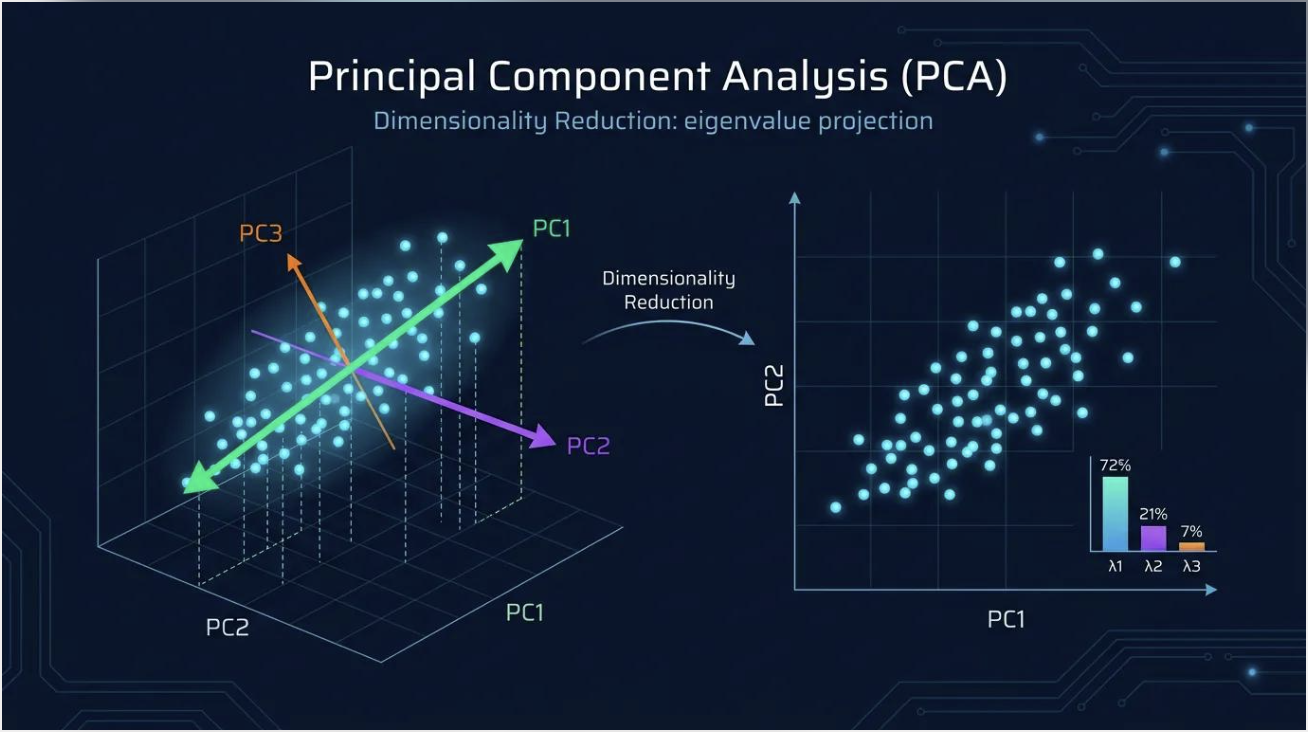 Principal Component Analysis (PCA)
Dimensionality Reduction: eigenvalue projection
PC3
PC1
PC2
PC2
PC1
Dimensionality
Reduction
PC2
PC1
72%
21%
7%
λ1
λ2
λ3